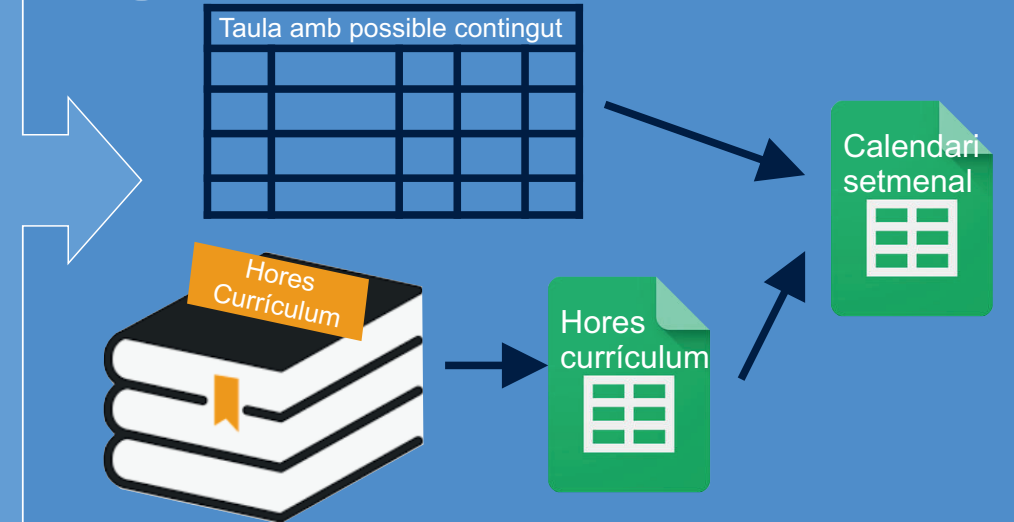 Taula amb possible contingut
Calendari
setmenal
Hores
Currículum
Hores
currículum